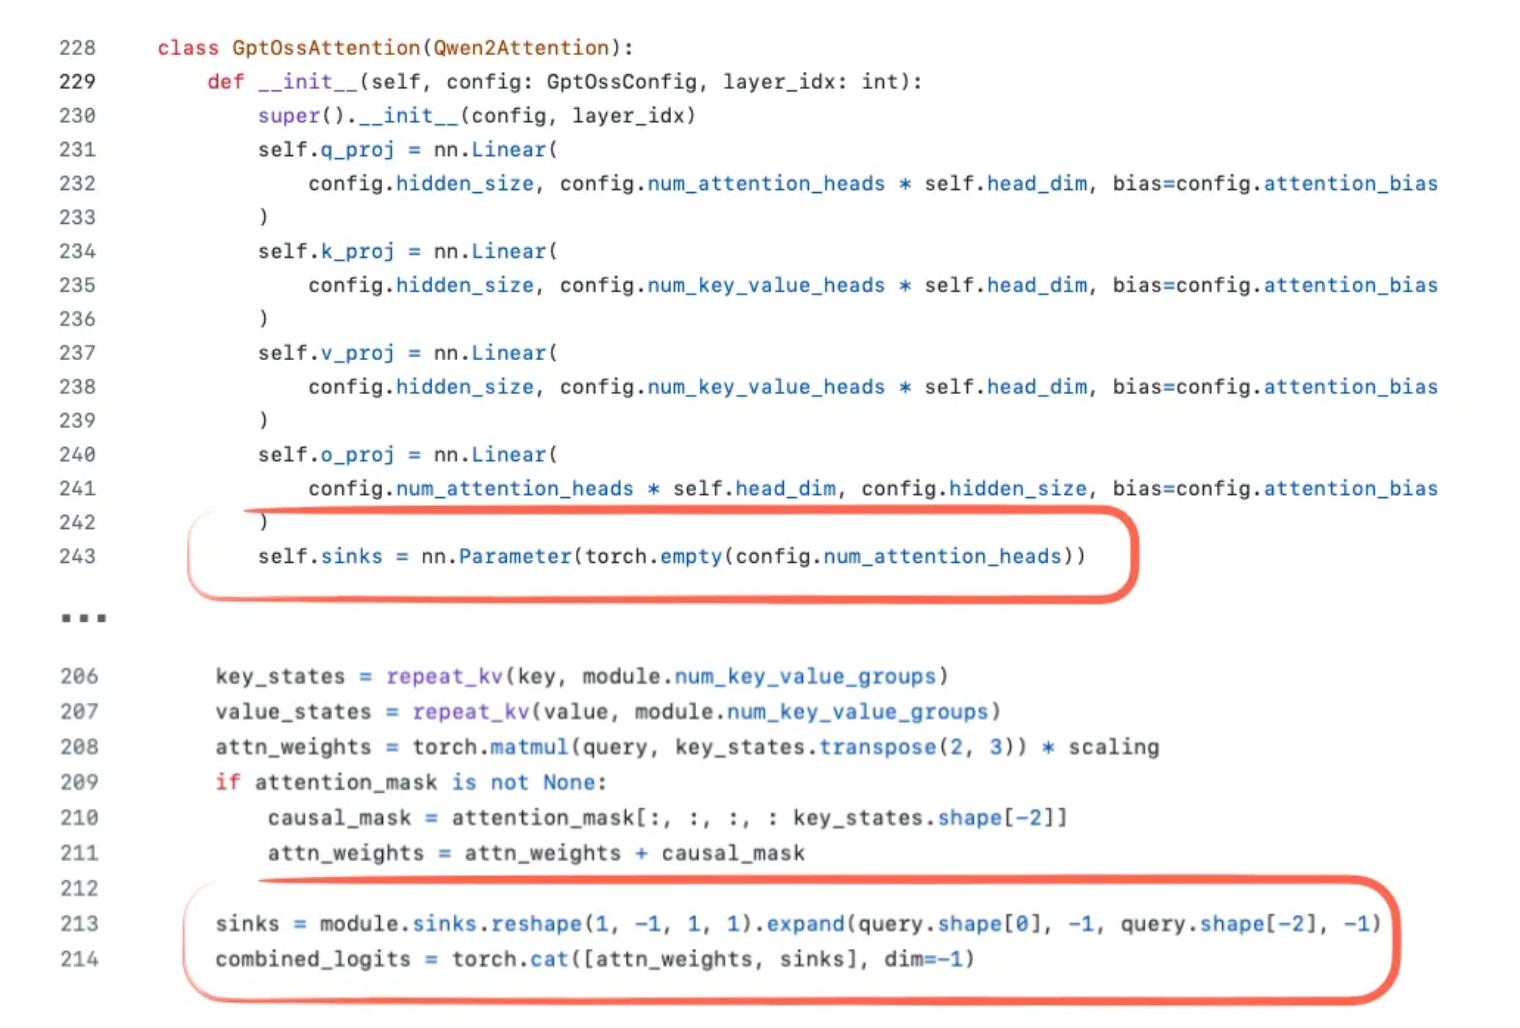 228 class GptOssAttention(Qwen2Attention):
229 def __init__(self, config: GptOssConfig, layer_idx: int):
230 super().__init__(config, layer_idx)
231 self.q_proj = nn.Linear(
232 config.hidden_size, config.num_attention_heads * self.head_dim, bias=config.attention_bias
233 )
234 self.k_proj = nn.Linear(
235 config.hidden_size, config.num_key_value_heads * self.head_dim, bias=config.attention_bias
236 )
237 self.v_proj = nn.Linear(
238 config.hidden_size, config.num_key_value_heads * self.head_dim, bias=config.attention_bias
239 )
240 self.o_proj = nn.Linear(
241 config.num_attention_heads * self.head_dim, config.hidden_size, bias=config.attention_bias
242 )
243 self.sinks = nn.Parameter(torch.empty(config.num_attention_heads))
...
206 key_states = repeat_kv(key, module.num_key_value_groups)
207 value_states = repeat_kv(value, module.num_key_value_groups)
208 attn_weights = torch.matmul(query, key_states.transpose(2, 3)) * scaling
209 if attention_mask is not None:
210 causal_mask = attention_mask[:, :, :, : key_states.shape[-2]]
211 attn_weights = attn_weights + causal_mask
212
213 sinks = module.sinks.reshape(1, -1, 1, 1).expand(query.shape[0], -1, query.shape[-2], -1)
214 combined_logits = torch.cat([attn_weights, sinks], dim=-1)